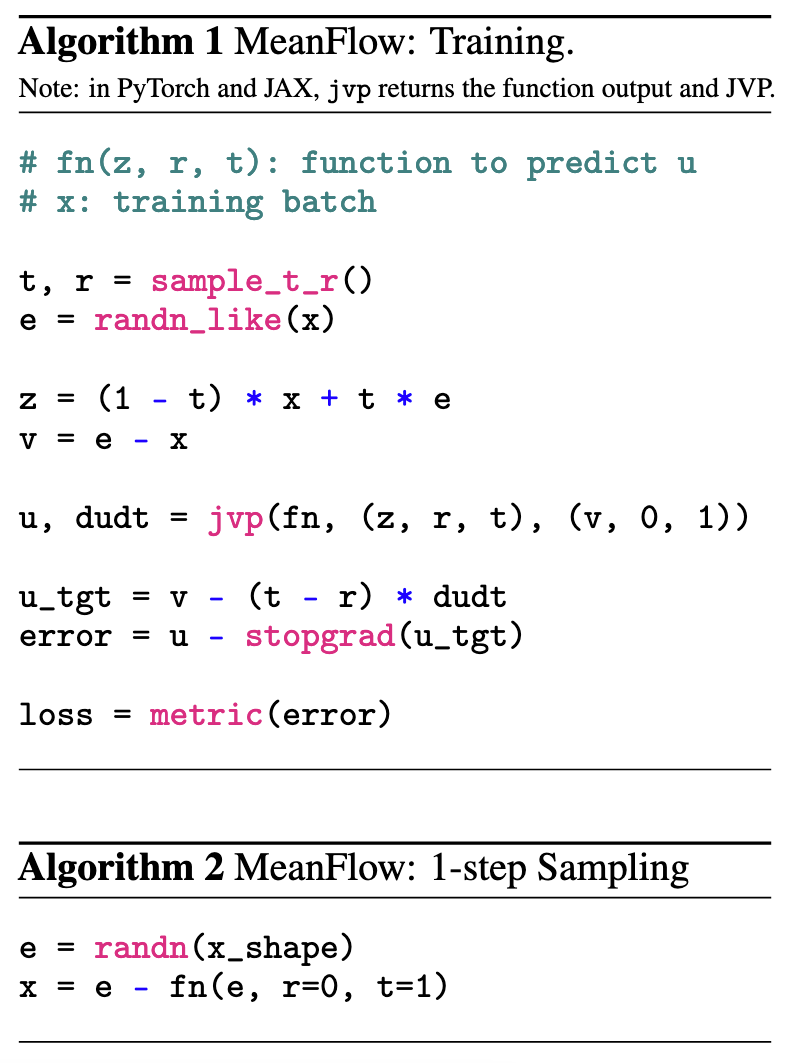 Algorithm 1 MeanFlow: Training.
Note: in PyTorch and JAX, jvp returns the function output and JVP.
# fn(z, r, t): function to predict u
# x: training batch
t, r = sample_t_r()
e = randn_like(x)
z = (1 - t) * x + t * e
v = e - x
u, dudt = jvp(fn, (z, r, t), (v, 0, 1))
u_tgt = v - (t - r) * dudt
error = u - stopgrad(u_tgt)
loss = metric(error)
Algorithm 2 MeanFlow: 1-step Sampling
e = randn(x_shape)
x = e - fn(e, r=0, t=1)